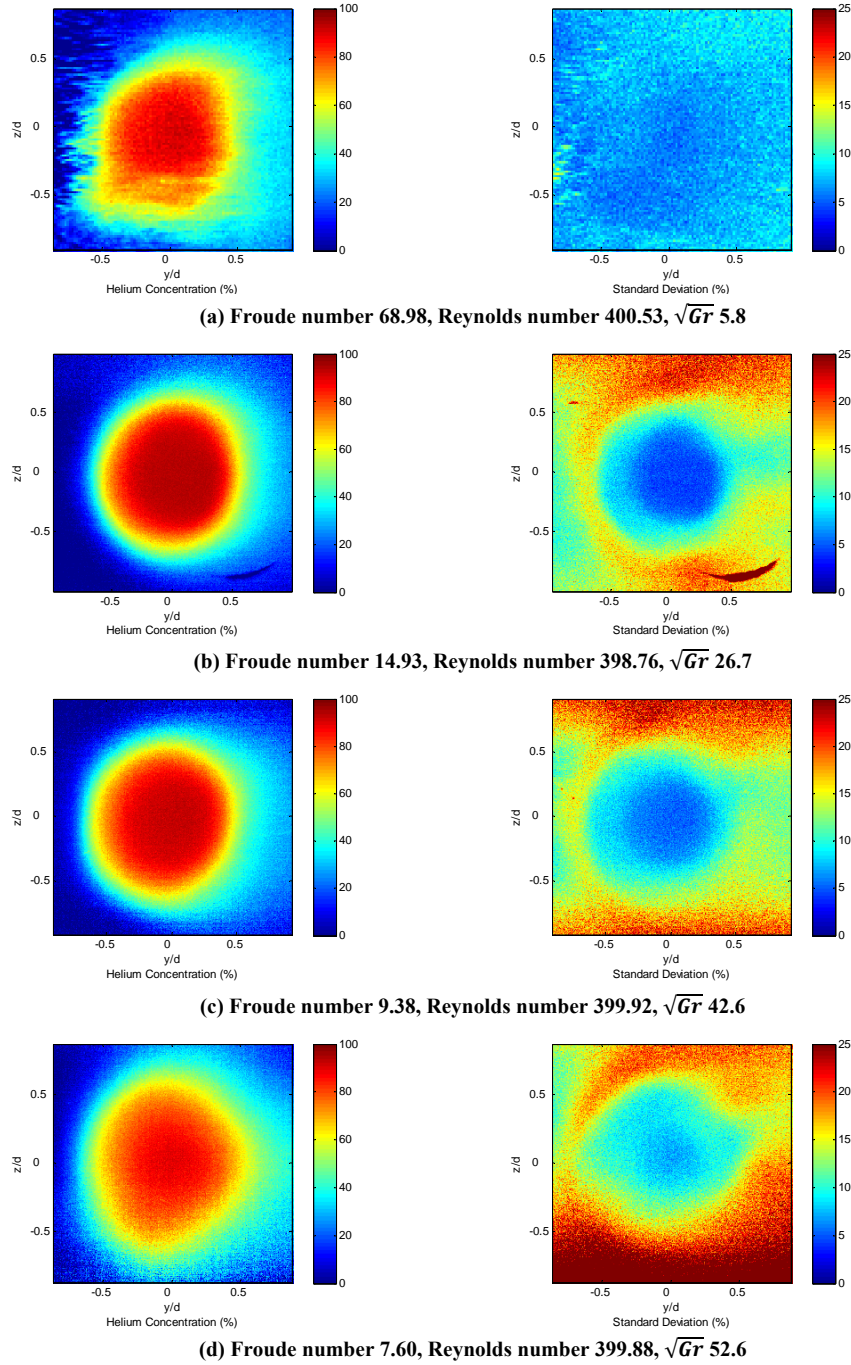 100
25
0.5
80
0.5
20
60
15
z/d
0
z/d
0
40
10
-0.5
20
-0.5
5
0
0
-0.5 0 0.5
-0.5 0 0.5
y/d
y/d
Helium Concentration (%)
Standard Deviation (%)
(a) Froude number 68.98, Reynolds number 400.53, √Gr 5.8
100
25
80
20
0.5
0.5
60
15
z/d
0
z/d
0
40
10
-0.5
-0.5
20
5
0
0
-0.5 0 0.5
-0.5 0 0.5
y/d
y/d
Helium Concentration (%)
Standard Deviation (%)
(b) Froude number 14.93, Reynolds number 398.76, √Gr 26.7
100
25
80
20
0.5
0.5
60
15
z/d
0
z/d
0
40
10
-0.5
-0.5
20
5
0
0
-0.5 0 0.5
-0.5 0 0.5
y/d
y/d
Helium Concentration (%)
Standard Deviation (%)
(c) Froude number 9.38, Reynolds number 399.92, √Gr 42.6
100
25
80
20
0.5
0.5
60
15
z/d
0
z/d
0
40
10
-0.5
-0.5
20
5
0
0
-0.5 0 0.5
-0.5 0 0.5
y/d
y/d
Helium Concentration (%)
Standard Deviation (%)
(d) Froude number 7.60, Reynolds number 399.88, √Gr 52.6